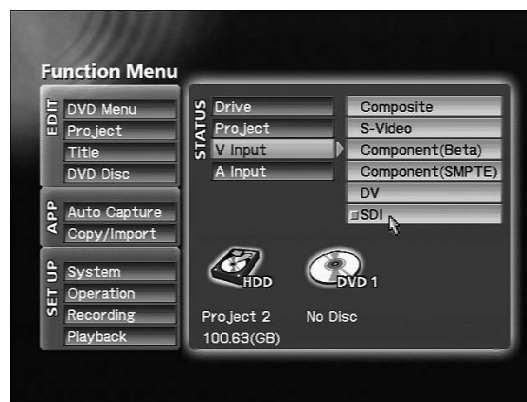 Function Menu
EDIT
DVD Menu
Project
Title
DVD Disc
APP
Auto Capture
Copy/Import
SET UP
System
Operation
Recording
Playback
STATUS
Drive
Project
V Input
A Input
Composite
S-Video
Component(Beta)
Component(SMPTE)
DV
SDI
HDD
DVD 1
Project 2
No Disc
100.63(GB)